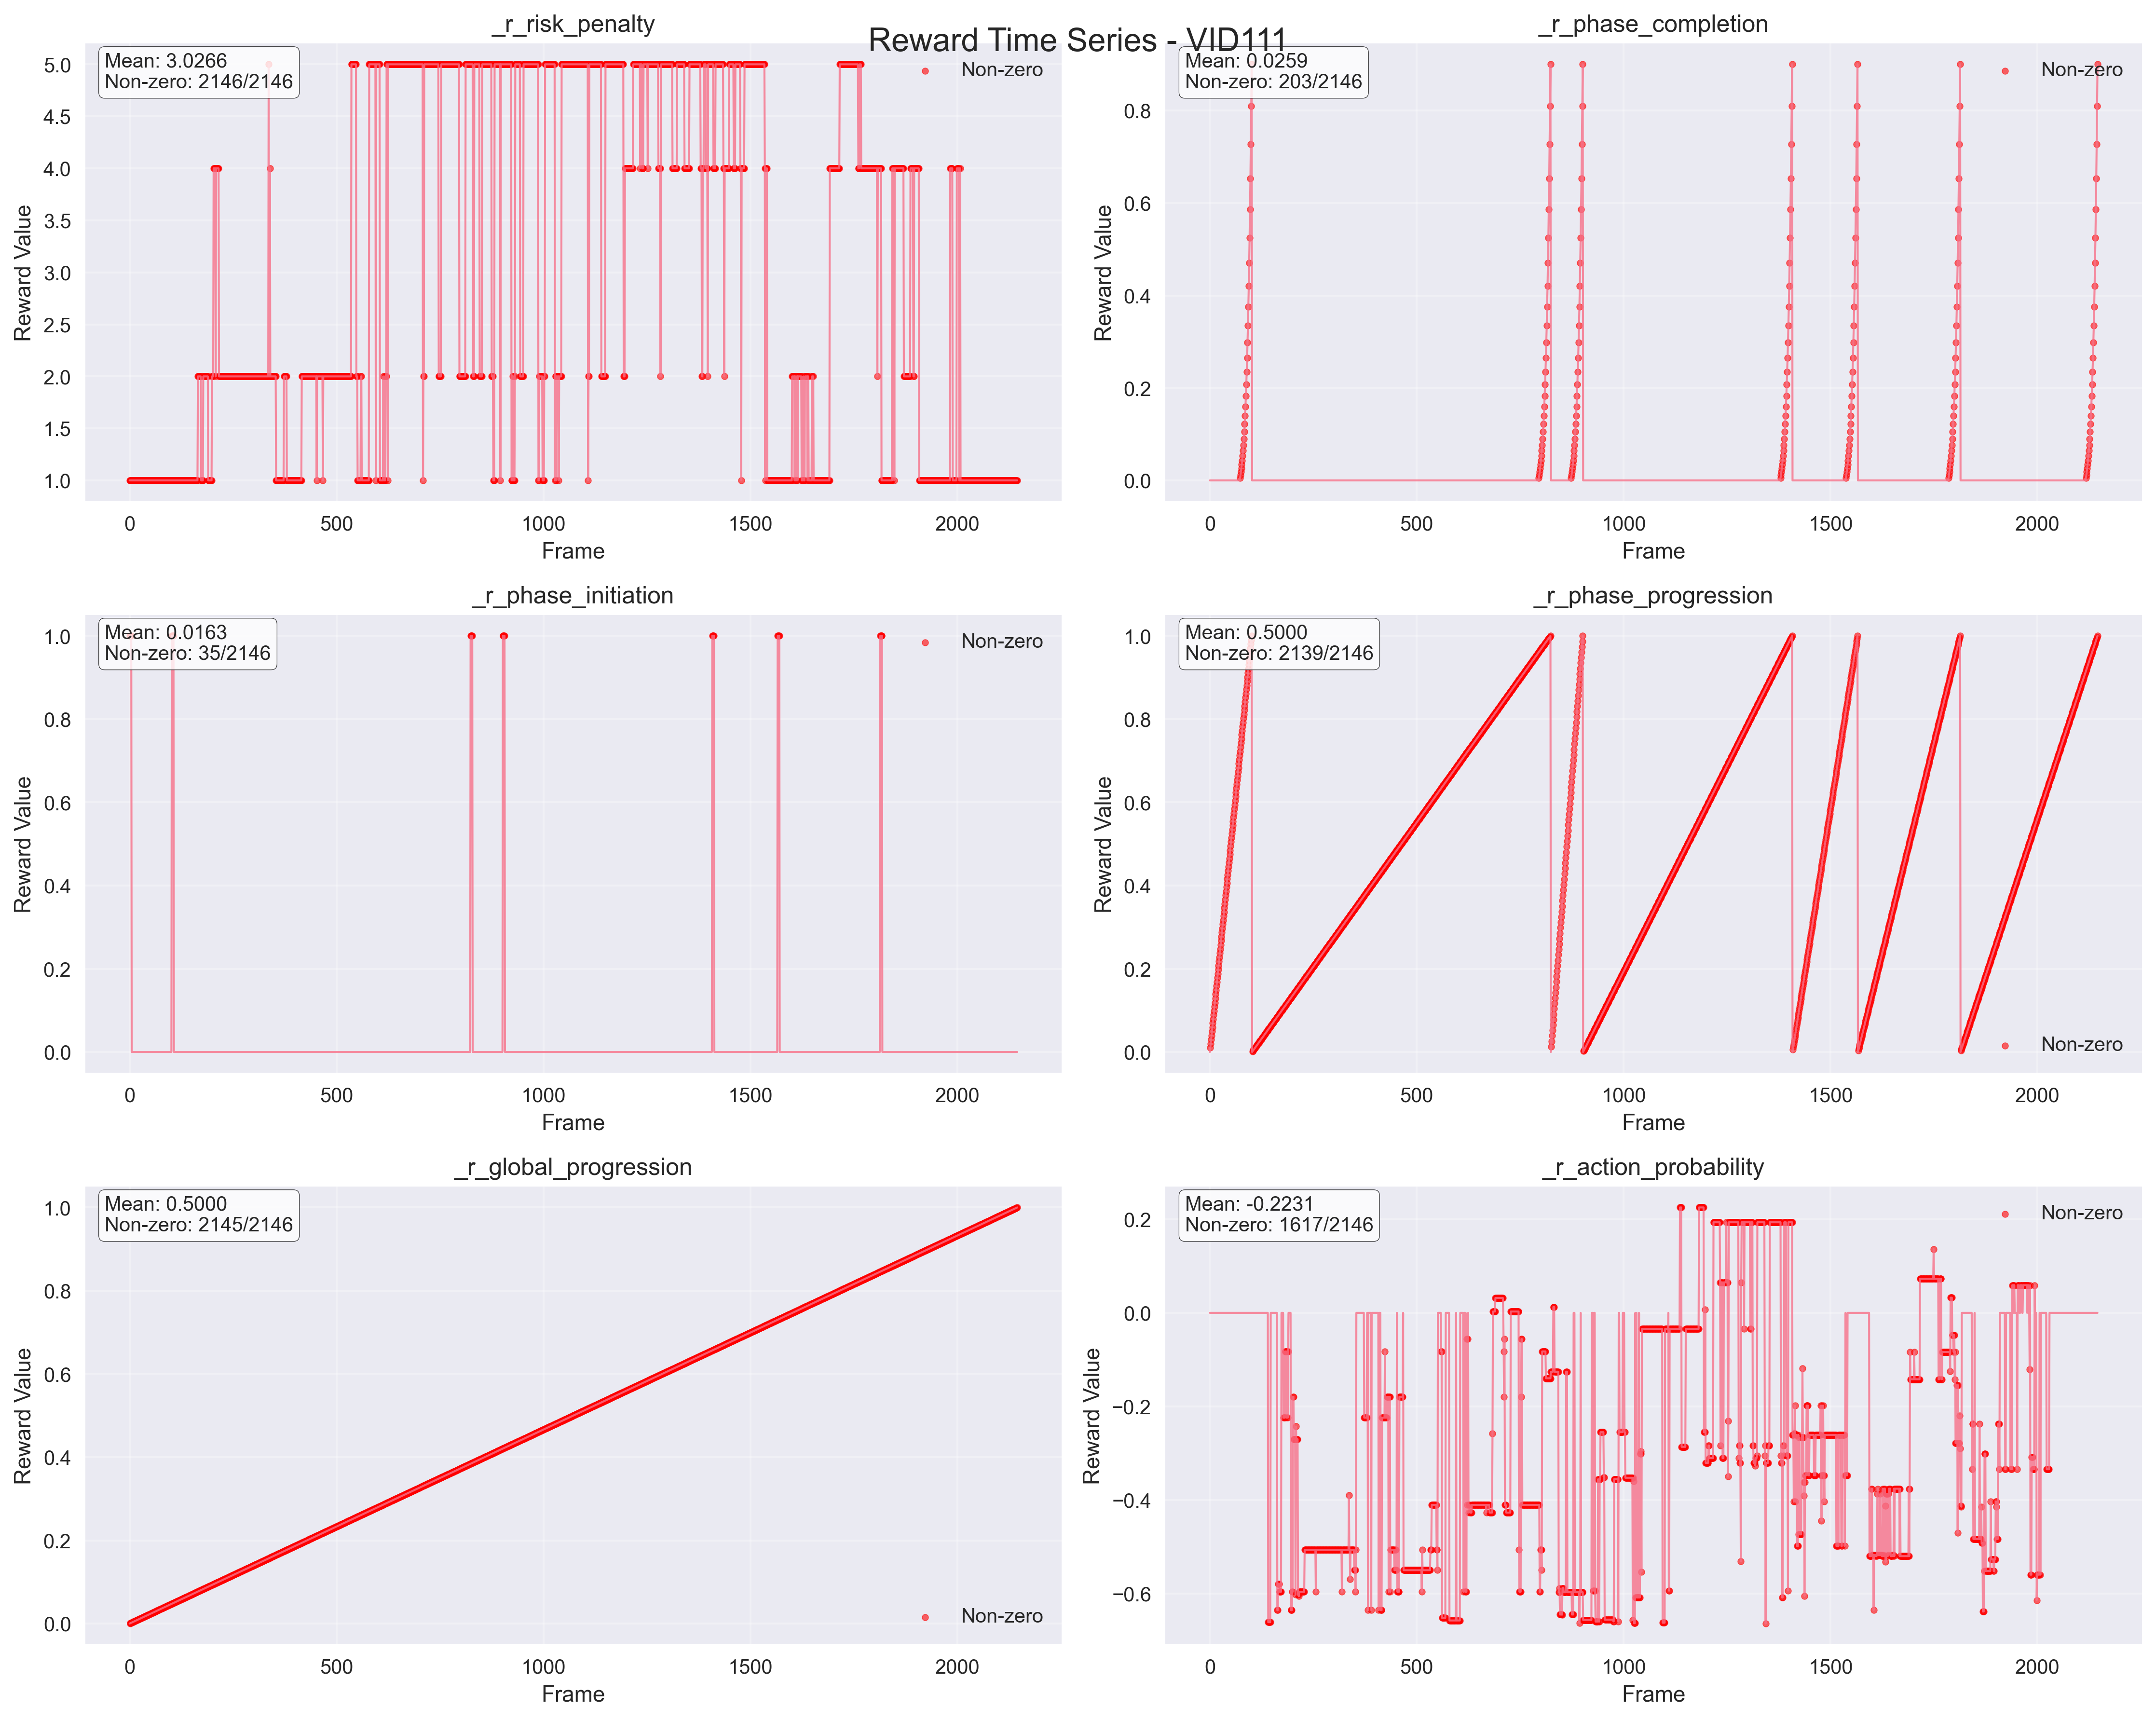 Reward Time Series - VID111
_r_risk_penalty
Mean: 3.0266
Non-zero: 2146/2146
Non-zero
Reward Value
5.0
4.5
4.0
3.5
3.0
2.5
2.0
1.5
1.0
0 500 1000 1500 2000
Frame
_r_phase_completion
Mean: 0.0259
Non-zero: 203/2146
Non-zero
Reward Value
0.8
0.6
0.4
0.2
0.0
0 500 1000 1500 2000
Frame
_r_phase_initiation
Mean: 0.0163
Non-zero: 35/2146
Non-zero
Reward Value
1.0
0.8
0.6
0.4
0.2
0.0
0 500 1000 1500 2000
Frame
_r_phase_progression
Mean: 0.5000
Non-zero: 2139/2146
Non-zero
Reward Value
1.0
0.8
0.6
0.4
0.2
0.0
0 500 1000 1500 2000
Frame
_r_global_progression
Mean: 0.5000
Non-zero: 2145/2146
Non-zero
Reward Value
1.0
0.8
0.6
0.4
0.2
0.0
0 500 1000 1500 2000
Frame
_r_action_probability
Mean: -0.2231
Non-zero: 1617/2146
Non-zero
Reward Value
0.2
0.0
−0.2
−0.4
−0.6
0 500 1000 1500 2000
Frame